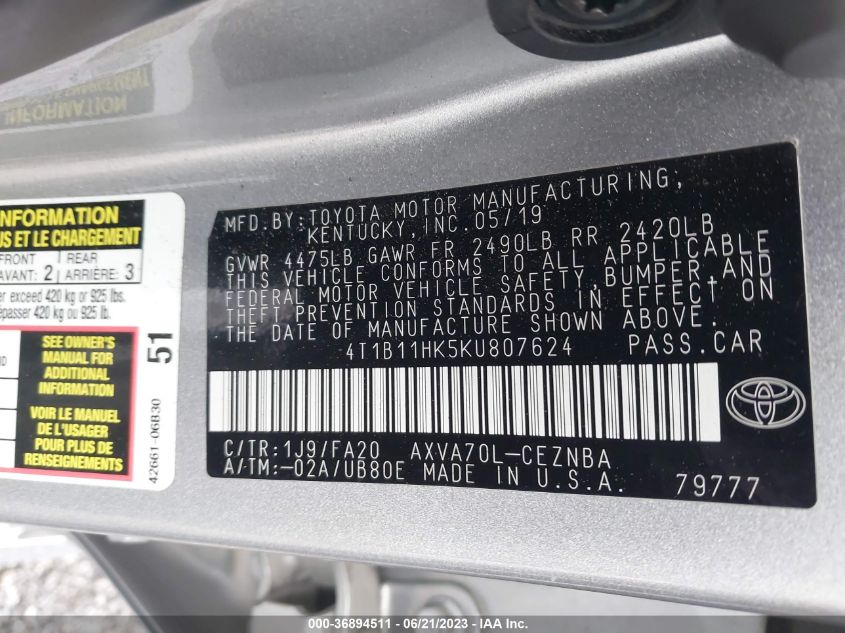 INFORMATION
NFORMATION
US ET LE CHARGEMENT
FRONT
AVANT: 2
REAR
ARRIÈRE: 3
er exceed 420 kg or 925 lbs.
épasser 420 kg ou 925 lb.
SEE OWNER'S
MANUAL FOR
ADDITIONAL
INFORMATION
VOIR LE MANUEL
DE L'USAGER
POUR PLUS DE
RENSEIGNEMENTS
51
42661-06B30
MFD.BY:TOYOTA MOTOR MANUFACTURING,
KENTUCKY,INC.05/19
GVWR 4475LB GAWR FR 2490LB RR 2420LB
THIS VEHICLE CONFORMS TO ALL APPLICABLE
FEDERAL MOTOR VEHICLE SAFETY,BUMPER,AND
THEFT PREVENTION STANDARDS IN EFFECT ON
THE DATE OF MANUFACTURE SHOWN ABOVE.
4T1B11HK5KU807624 PASS.CAR
C/TR:1J9/FA20 AXVA70L-CEZNBA
A/TM:-02A/UB80E MADE IN U.S.A. 79777
000-36894511 - 06/21/2023 - IAAI.COM